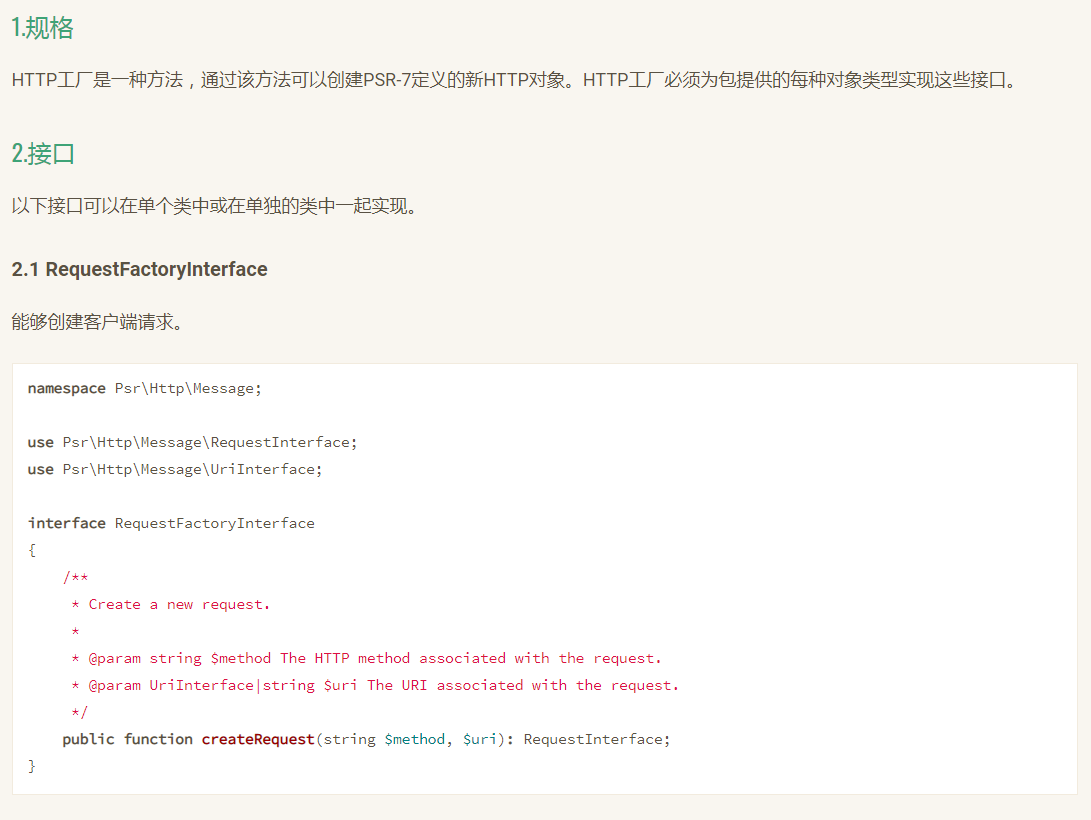 1.规格
HTTP工厂是一种方法，通过该方法可以创建PSR-7定义的新HTTP对象。HTTP工厂必须为包提供的每种对象类型实现这些接口。
2.接口
以下接口可以在单个类中或在单独的类中一起实现。
2.1 RequestFactoryInterface
能够创建客户端请求。
namespace Psr\Http\Message;
use Psr\Http\Message\RequestInterface;
use Psr\Http\Message\UriInterface;
interface RequestFactoryInterface
{
    /**
     * Create a new request.
     *
     * @param string $method The HTTP method associated with the request.
     * @param UriInterface|string $uri The URI associated with the request.
     */
    public function createRequest(string $method, $uri): RequestInterface;
}